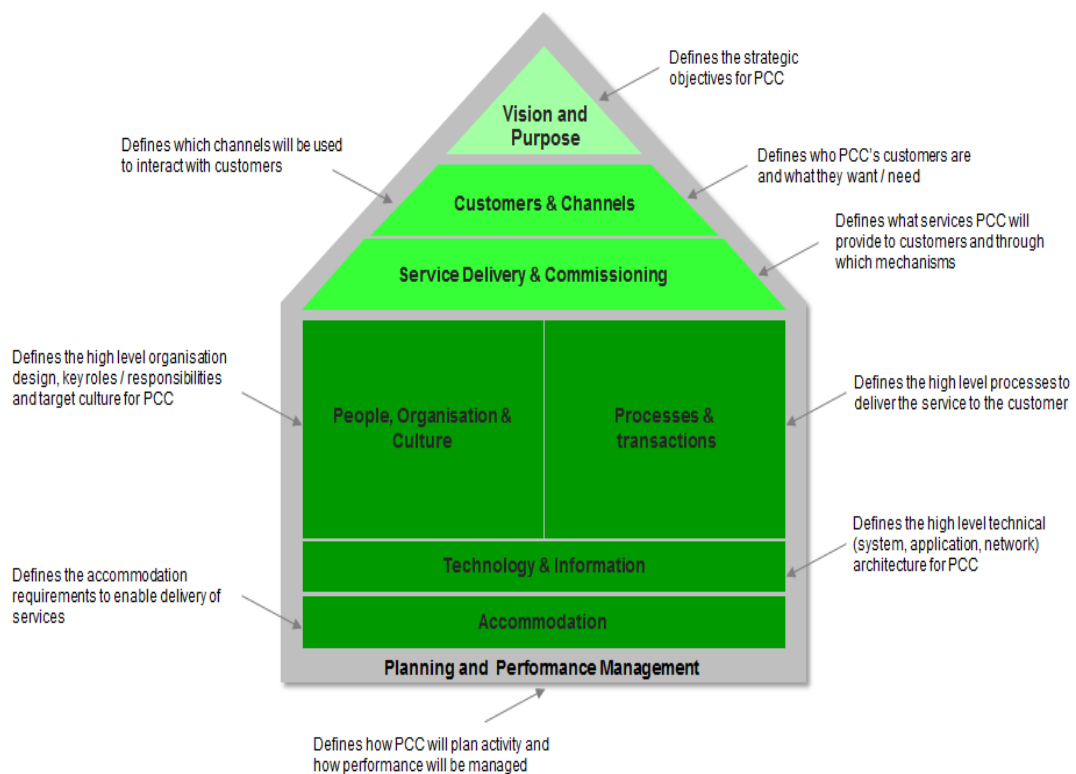 Defines the strategic
objectives for PCC
Vision and
Purpose
Defines which channels will be used
to interact with customers
Defines who PCC's customers are
and what they want / need
Customers & Channels
Defines what services PCC will
provide to customers and through
which mechanisms
Service Delivery & Commissioning
Defines the high level organisation
design, key roles / responsibilities
and target culture for PCC
People, Organisation &
Culture
Processes &
transactions
Defines the high level processes to
deliver the service to the customer
Defines the high level technical
(system, application, network)
architecture for PCC
Technology & Information
Defines the accommodation
requirements to enable delivery of
services
Accommodation
Planning and Performance Management
Defines how PCC will plan activity and
how performance will be managed